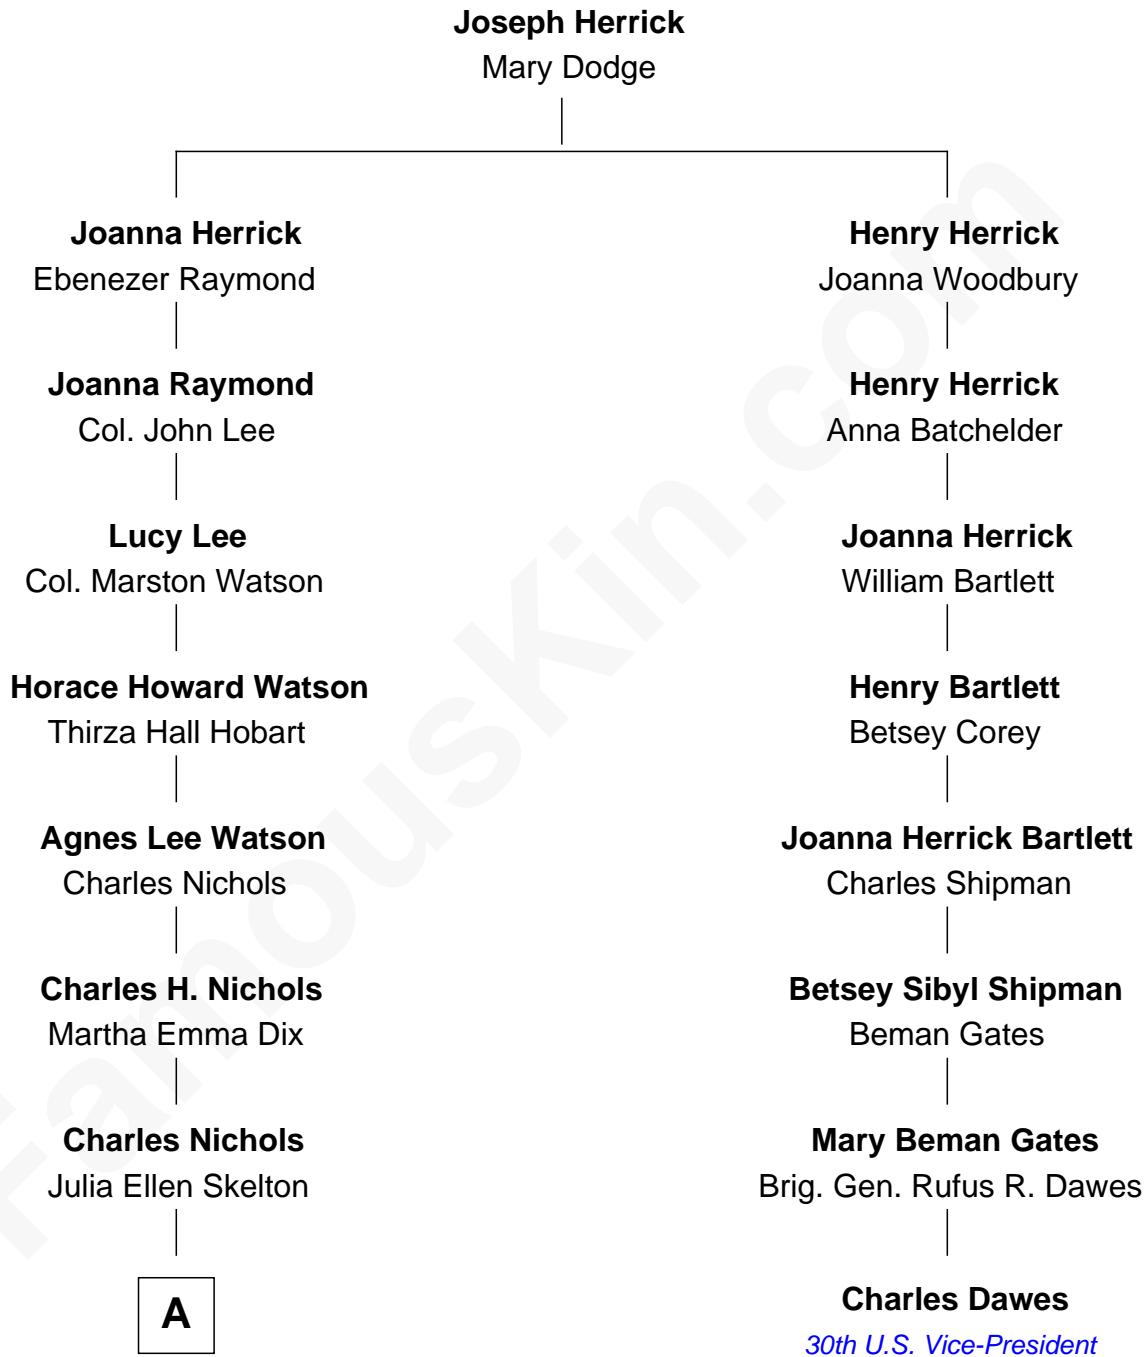 Joseph Herrick
Mary Dodge
Joanna Herrick
Ebenezer Raymond
Henry Herrick
Joanna Woodbury
Joanna Raymond
Col. John Lee
Henry Herrick
Anna Batchelder
Lucy Lee
Col. Marston Watson
Joanna Herrick
William Bartlett
Horace Howard Watson
Thirza Hall Hobart
Henry Bartlett
Betsey Corey
Agnes Lee Watson
Charles Nichols
Joanna Herrick Bartlett
Charles Shipman
Charles H. Nichols
Martha Emma Dix
Betsey Sibyl Shipman
Beman Gates
Charles Nichols
Julia Ellen Skelton
Mary Beman Gates
Brig. Gen. Rufus R. Dawes
A
Charles Dawes
30th U.S. Vice-President
FamousKin.com